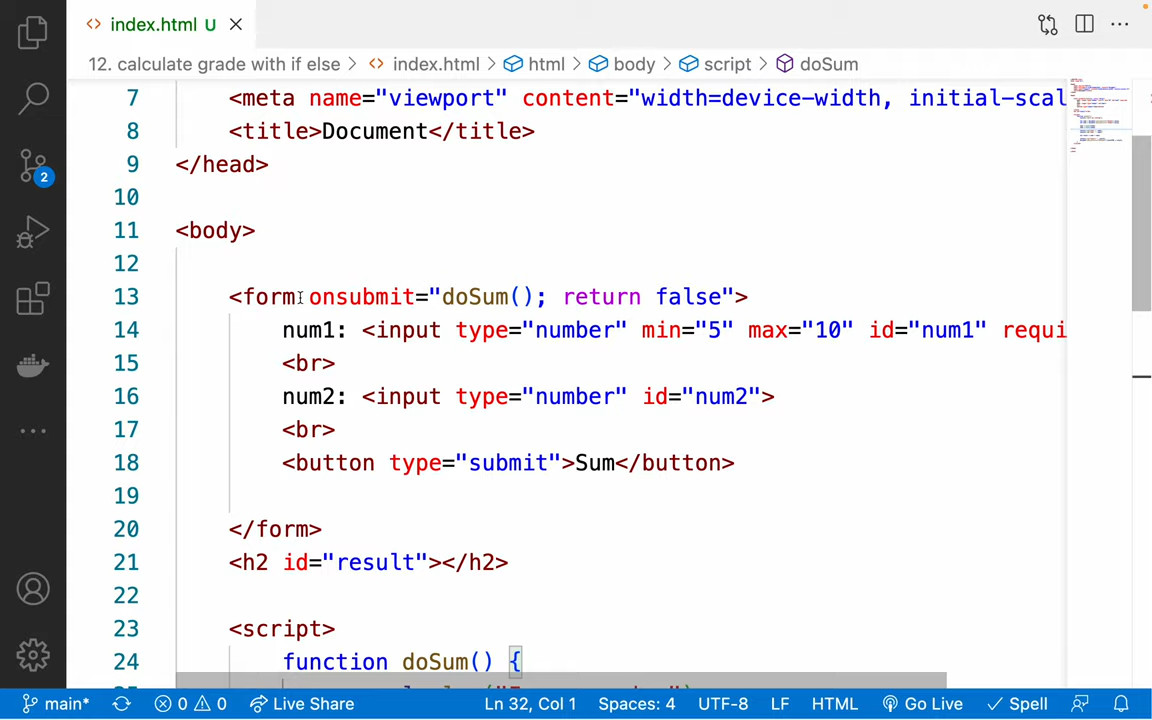 index.html U
12. calculate grade with if else > index.html > html > body > script > doSum
7 <meta name="viewport" content="width=device-width, initial-scal
8 <title>Document</title>
9 </head>
10
11 <body>
12
13 <form onsubmit="doSum(); return false">
14 num1: <input type="number" min="5" max="10" id="num1" requi
15 <br>
16 num2: <input type="number" id="num2">
17 <br>
18 <button type="submit">Sum</button>
19
20 </form>
21 <h2 id="result"></h2>
22
23 <script>
24 function doSum() {
2
main* 0 0 Live Share Ln 32, Col 1 Spaces: 4 UTF-8 LF HTML Go Live Spell